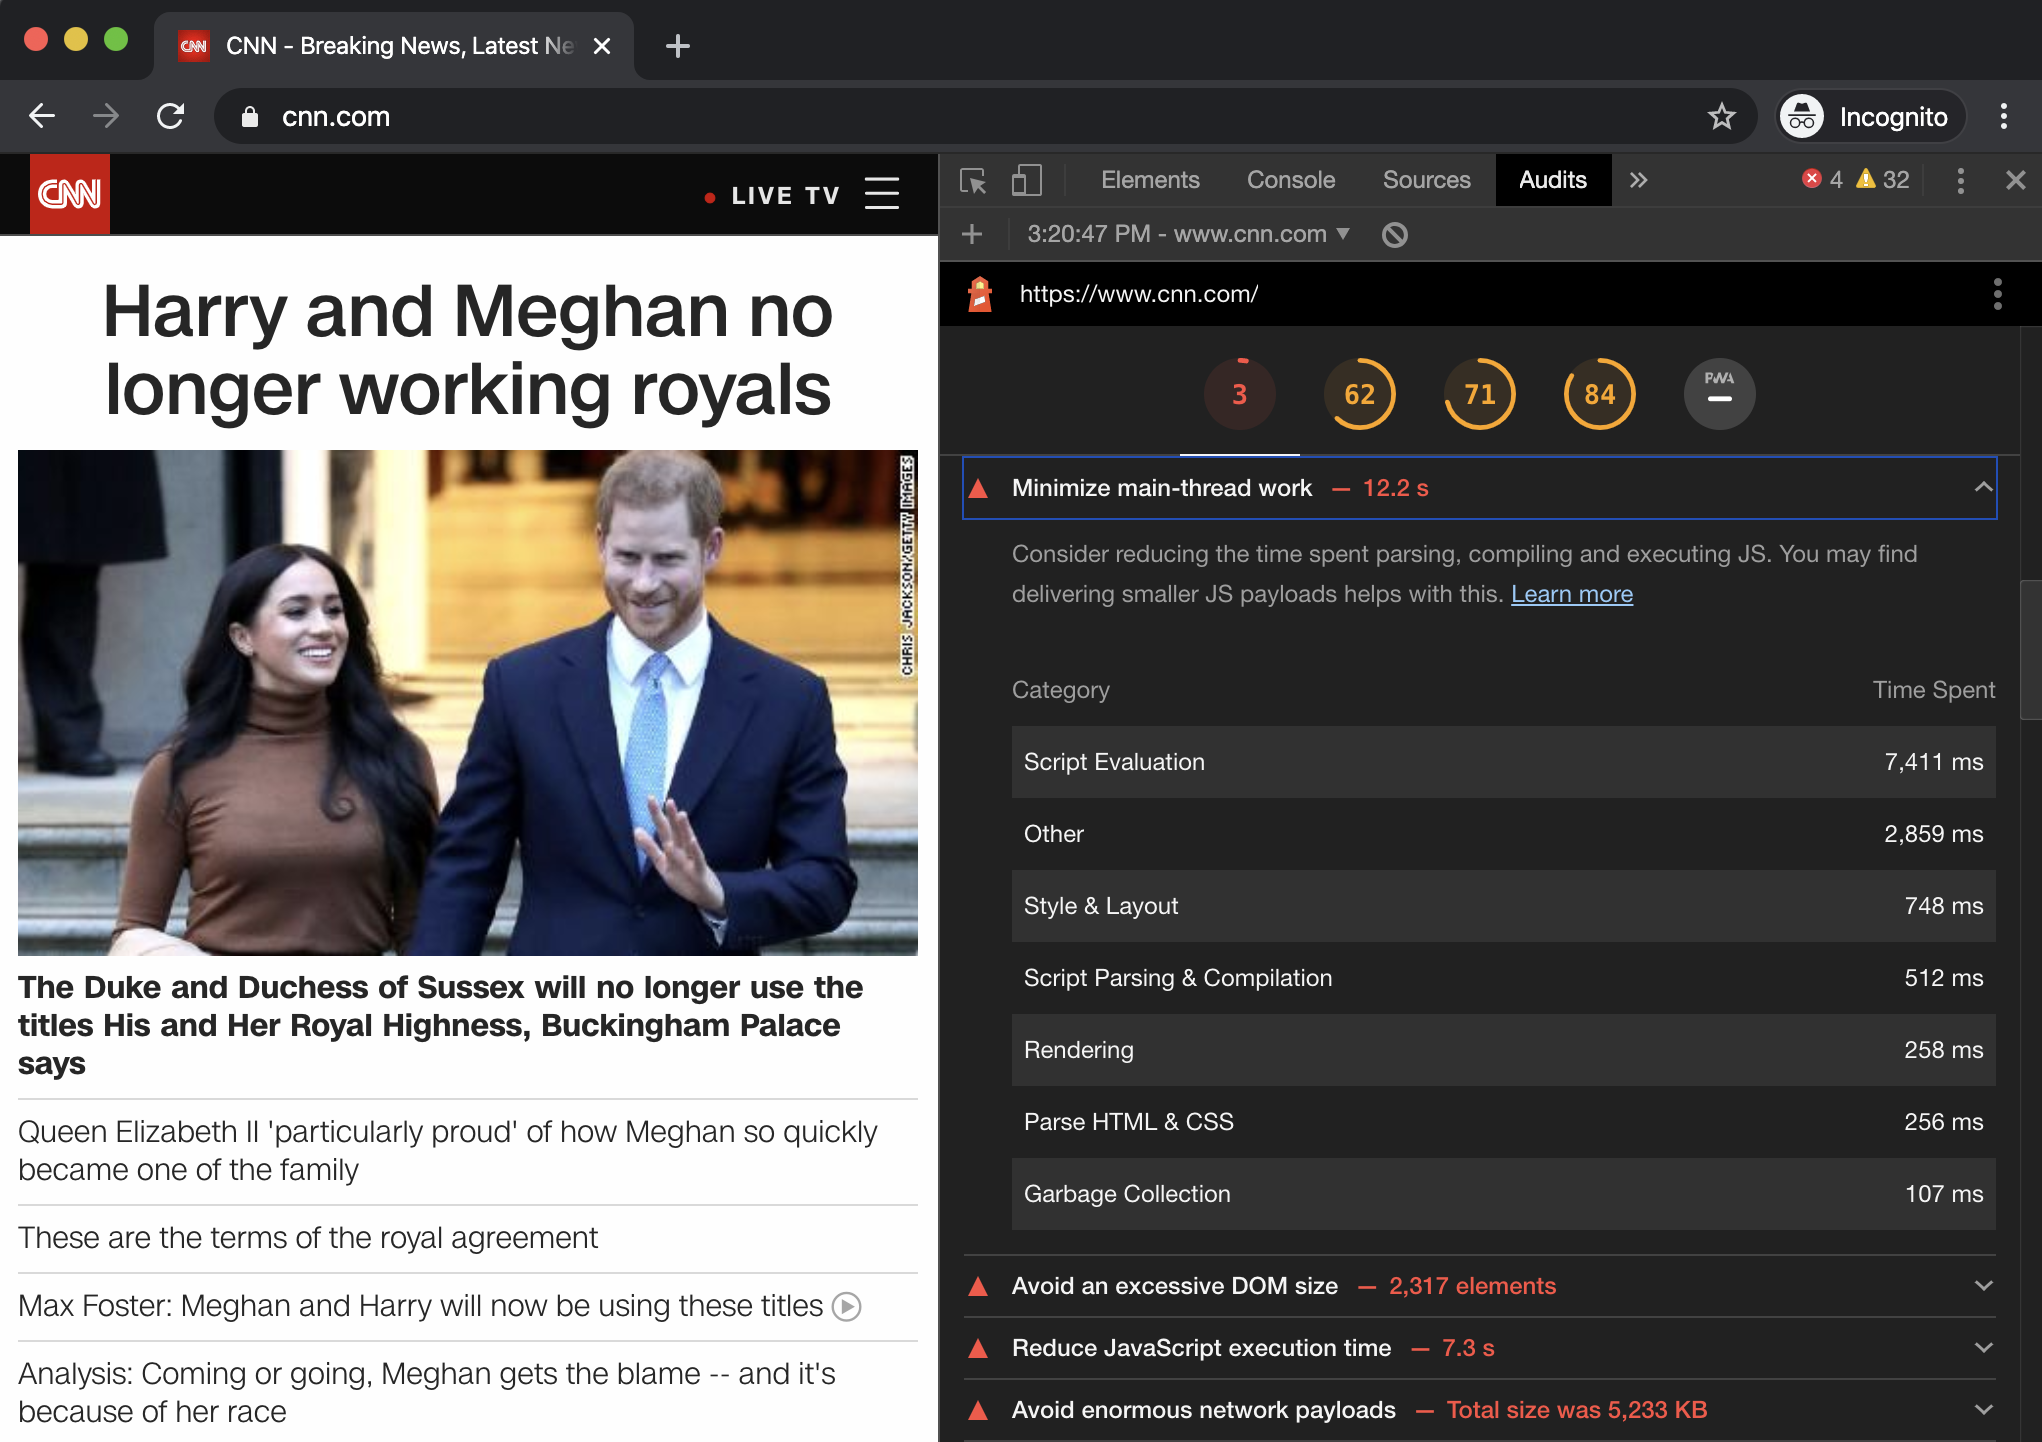 CNN
CNN - Breaking News, Latest Ne
cnn.com
Incognito
CNN
LIVE TV
Harry and Meghan no
longer working royals
CHRIS JACKSON/GETTY IMAGES
The Duke and Duchess of Sussex will no longer use the
titles His and Her Royal Highness, Buckingham Palace
says
Queen Elizabeth II 'particularly proud' of how Meghan so quickly
became one of the family
These are the terms of the royal agreement
Max Foster: Meghan and Harry will now be using these titles
Analysis: Coming or going, Meghan gets the blame -- and it's
because of her race
Elements Console Sources Audits » 4 32
3:20:47 PM - www.cnn.com
https://www.cnn.com/
3 62 71 84 PWA
Minimize main-thread work — 12.2 s
Consider reducing the time spent parsing, compiling and executing JS. You may find
delivering smaller JS payloads helps with this. Learn more
Category Time Spent
Script Evaluation 7,411 ms
Other 2,859 ms
Style & Layout 748 ms
Script Parsing & Compilation 512 ms
Rendering 258 ms
Parse HTML & CSS 256 ms
Garbage Collection 107 ms
Avoid an excessive DOM size — 2,317 elements
Reduce JavaScript execution time — 7.3 s
Avoid enormous network payloads — Total size was 5,233 KB